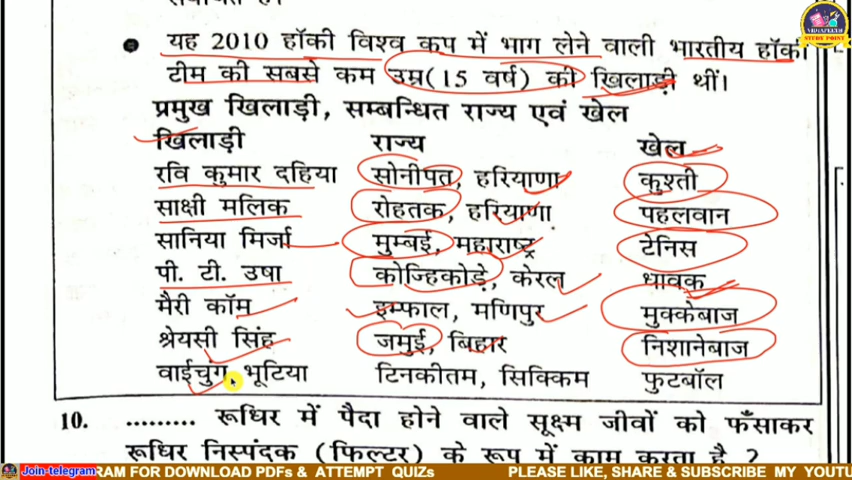 यह 2010 हॉकी विश्व कप में भाग लेने वाली भारतीय हॉकी
टीम की सबसे कम उम्र(15 वर्ष) की खिलाड़ी थीं।
प्रमुख खिलाड़ी, सम्बन्धित राज्य एवं खेल
खिलाड़ी राज्य खेल
रवि कुमार दहिया सोनीपत, हरियाणा कुश्ती
साक्षी मलिक रोहतक, हरियाणा पहलवान
सानिया मिर्जा मुम्बई, महाराष्ट्र टेनिस
पी. टी. उषा कोज्हिकोड़े, केरल धावक
मैरी कॉम इम्फाल, मणिपुर मुक्केबाज
श्रेयसी सिंह जमुई, बिहार निशानेबाज
वाईचुंग भूटिया टिनकीतम, सिक्किम फुटबॉल
10. ......... रूधिर में पैदा होने वाले सूक्ष्म जीवों को फँसाकर
रूधिर निस्पंदक (फिल्टर) के रूप में काम करता है ?
Join-telegram RAM FOR DOWNLOAD PDFs & ATTEMPT QUIZs PLEASE LIKE, SHARE & SUBSCRIBE MY YOUTU
STUDY POINT